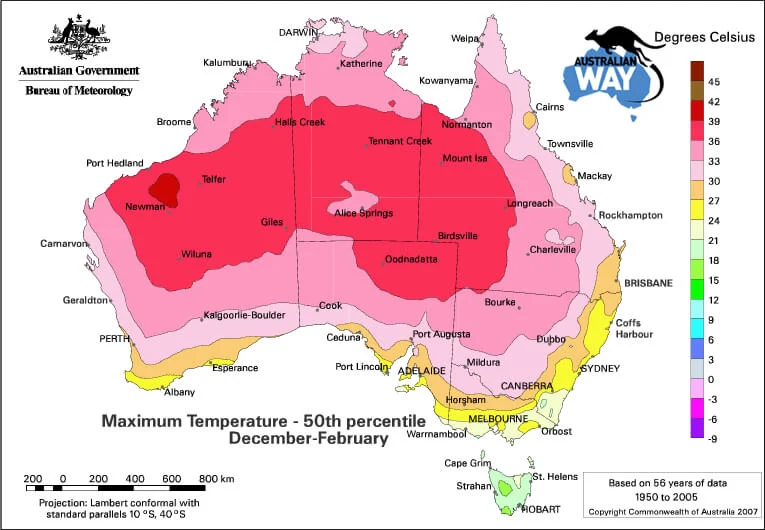 Australian Government
Bureau of Meteorology
AUSTRALIAN
WAY
Degrees Celsius
45
42
39
36
33
30
27
24
21
18
15
12
9
6
3
0
-3
-6
-9
DARWIN
Weipa
Kalumburu
Katherine
Kowanyama
Cairns
Broome
Halls Creek
Normanton
Tennant Creek
Townsville
Mount Isa
Port Hedland
Telfer
Mackay
Newman
Longreach
Alice Springs
Rockhampton
Giles
Birdsville
Carnarvon
Wiluna
Oodnadatta
Charleville
BRISBANE
Geraldton
Cook
Bourke
Kalgoorlie-Boulder
Coffs
Harbour
PERTH
Ceduna
Port Augusta
Dubbo
Esperance
Port Lincoln
ADELAIDE
Mildura
SYDNEY
CANBERRA
Albany
Horsham
MELBOURNE
Warrnambool
Orbost
Maximum Temperature - 50th percentile
December-February
Cape Grim
St. Helens
Strahan
HOBART
200 0 200 400 600 800 km
Projection: Lambert conformal with
standard parallels 10 °S, 40 °S
Based on 56 years of data
1950 to 2005
Copyright Commonwealth of Australia 2007